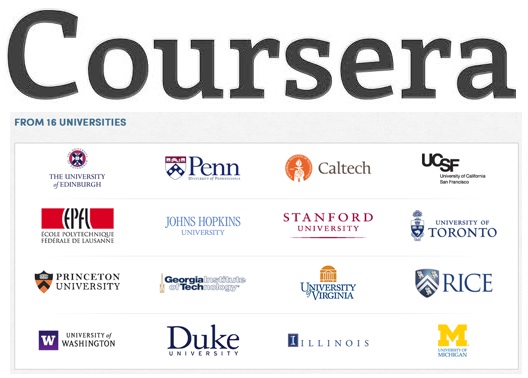 Coursera
FROM 16 UNIVERSITIES
THE UNIVERSITY
of EDINBURGH
Penn
UNIVERSITY of PENNSYLVANIA
Caltech
UCSF
University of California
San Francisco
EPFL
ÉCOLE POLYTECHNIQUE
FÉDÉRALE DE LAUSANNE
JOHNS HOPKINS
UNIVERSITY
STANFORD
UNIVERSITY
UNIVERSITY OF
TORONTO
PRINCETON
UNIVERSITY
Georgia Institute
of Technology
UNIVERSITY
of VIRGINIA
RICE
W
UNIVERSITY of
WASHINGTON
Duke
UNIVERSITY
I ILLINOIS
M
UNIVERSITY OF
MICHIGAN